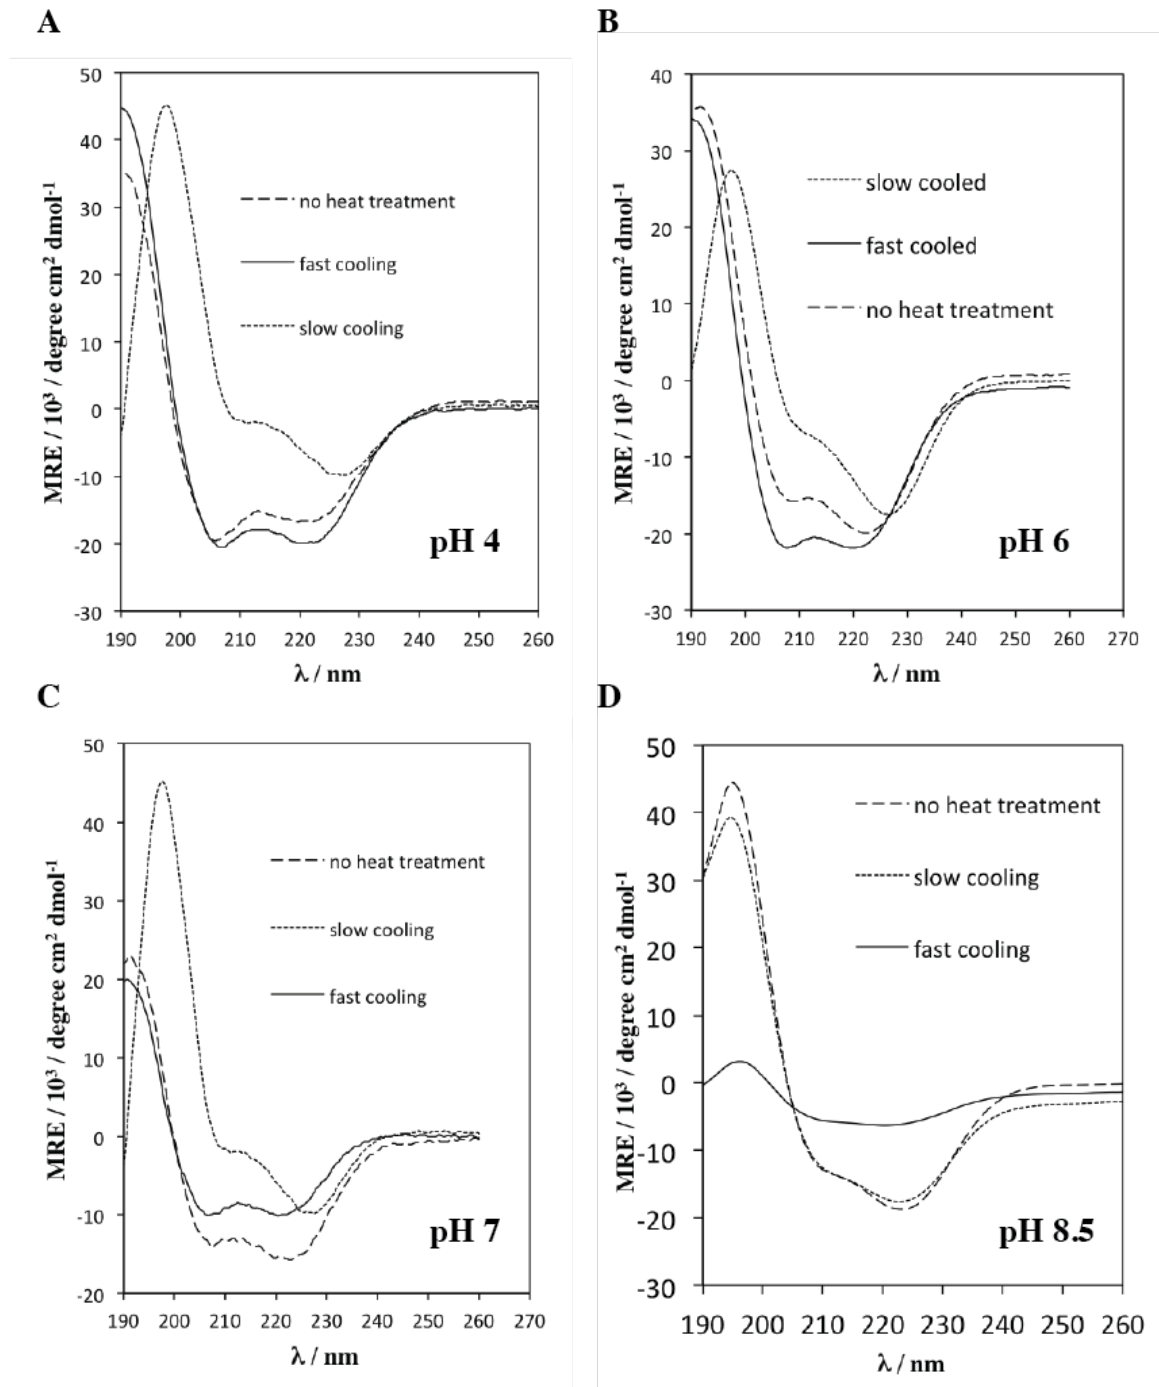 A
50
40
30
20
10
0
-10
-20
-30
190 200 210 220 230 240 250 260
MRE / 10³ / degree cm² dmol⁻¹
λ / nm
no heat treatment
fast cooling
slow cooling
pH 4
B
40
30
20
10
0
-10
-20
-30
190 200 210 220 230 240 250 260 270
MRE / 10³ / degree cm² dmol⁻¹
λ / nm
slow cooled
fast cooled
no heat treatment
pH 6
C
50
40
30
20
10
0
-10
-20
190 200 210 220 230 240 250 260 270
MRE / 10³ / degree cm² dmol⁻¹
λ / nm
no heat treatment
slow cooling
fast cooling
pH 7
D
50
40
30
20
10
0
-10
-20
-30
190 200 210 220 230 240 250 260
MRE / 10³ / degree cm² dmol⁻¹
λ / nm
no heat treatment
slow cooling
fast cooling
pH 8.5